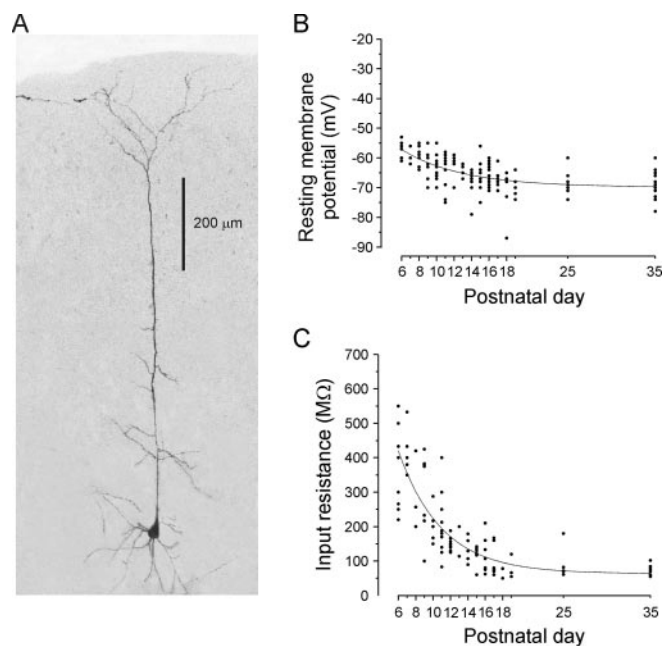 A
200 µm
B
-20
-30
-40
-50
-60
-70
-80
-90
Resting membrane
potential (mV)
6 8 10 12 14 16 18 25 35
Postnatal day
C
700
600
500
400
300
200
100
0
Input resistance (MΩ)
6 8 10 12 14 16 18 25 35
Postnatal day